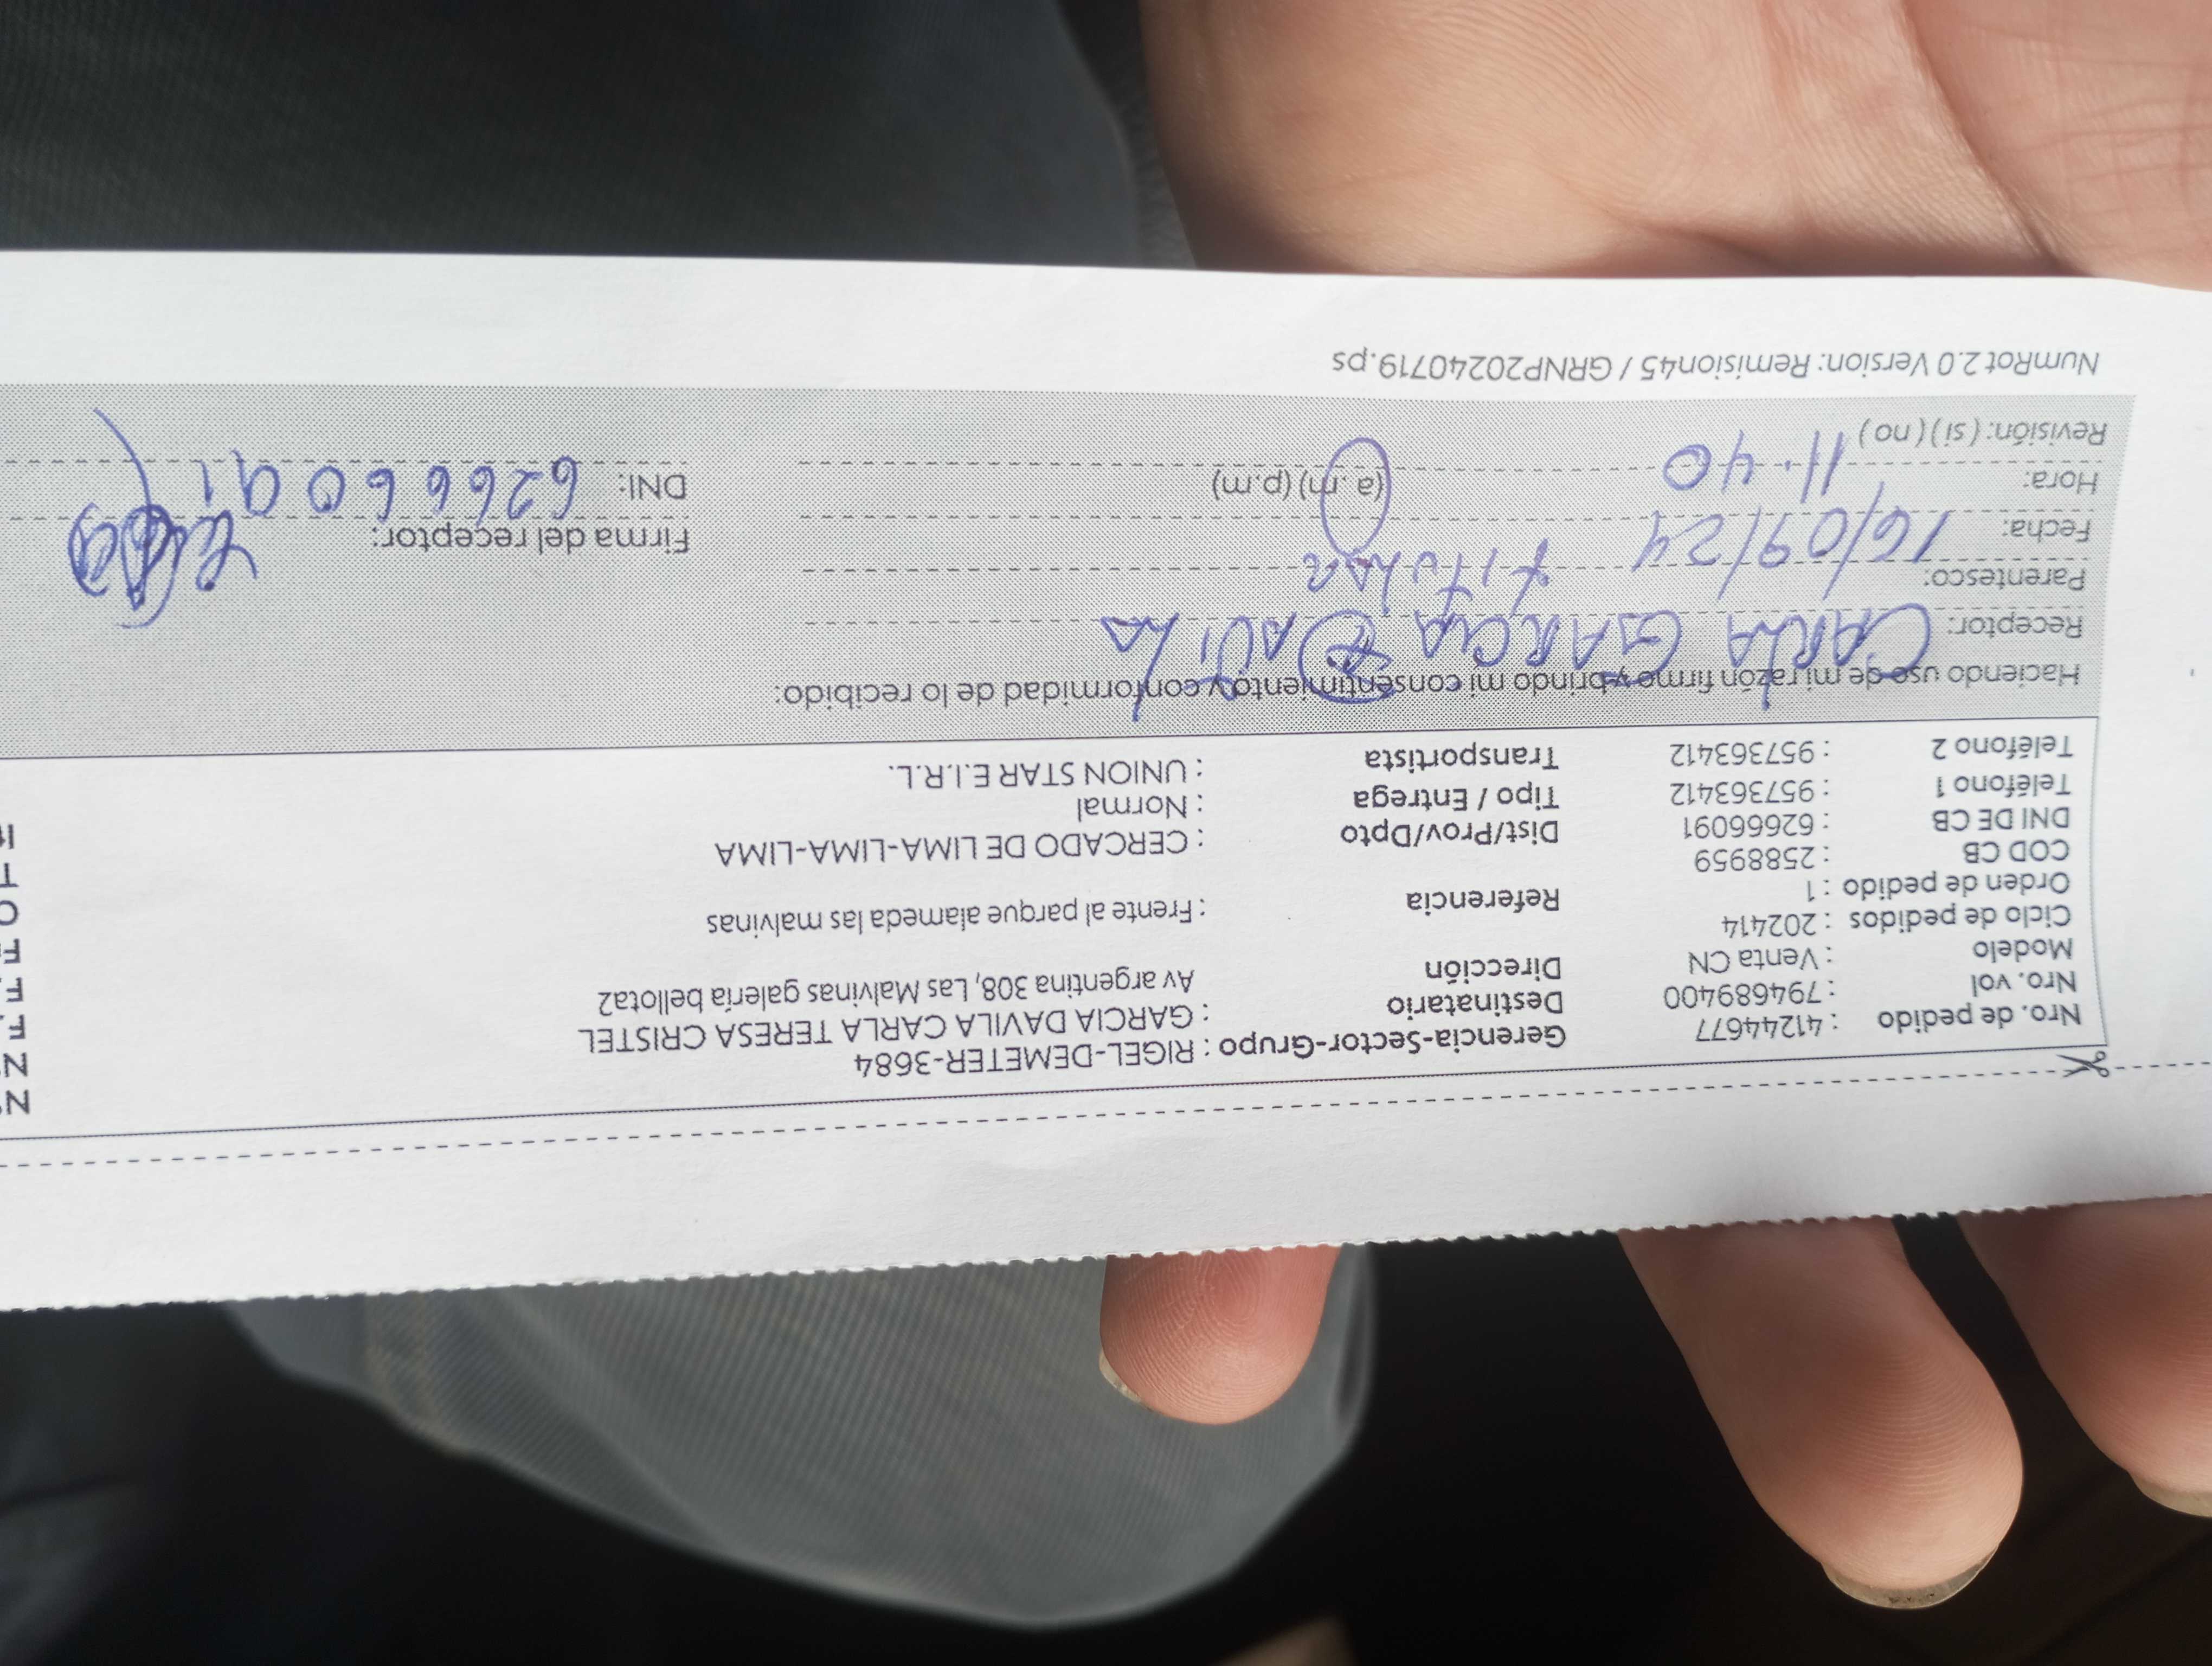 Nro. de pedido : 41244677 Gerencia-Sector-Grupo : RIGEL-DEMETER-3684
Nro. vol : 794689400 Destinatario : GARCIA DAVILA CARLA TERESA CRISTEL
Modelo : Venta CN Dirección Av argentina 308, Las Malvinas galeria bellota2
Ciclo de pedidos : 202414
Orden de pedido : 1 Referencia : Frente al parque alameda las malvinas
COD CB : 2588959
DNI DE CB : 62666091 Dist/Prov/Dpto : CERCADO DE LIMA-LIMA-LIMA
Teléfono 1 : 957363412 Tipo / Entrega : Normal
Teléfono 2 : 957363412 Transportista : UNION STAR E.I.R.L.
Haciendo uso de mi razón firmo y brindo mi consentimiento y conformidad de lo recibido:
Receptor: CARLA GARCIA DAViLA
Parentesco: titular
Fecha: 16/09/24 Firma del receptor:
Hora: 11:40 (a.m) (p.m) DNI: 62666091
Revisión: ( si ) ( no )
NumRot 2.0 Version: Remision45 / GRNP20240719.ps